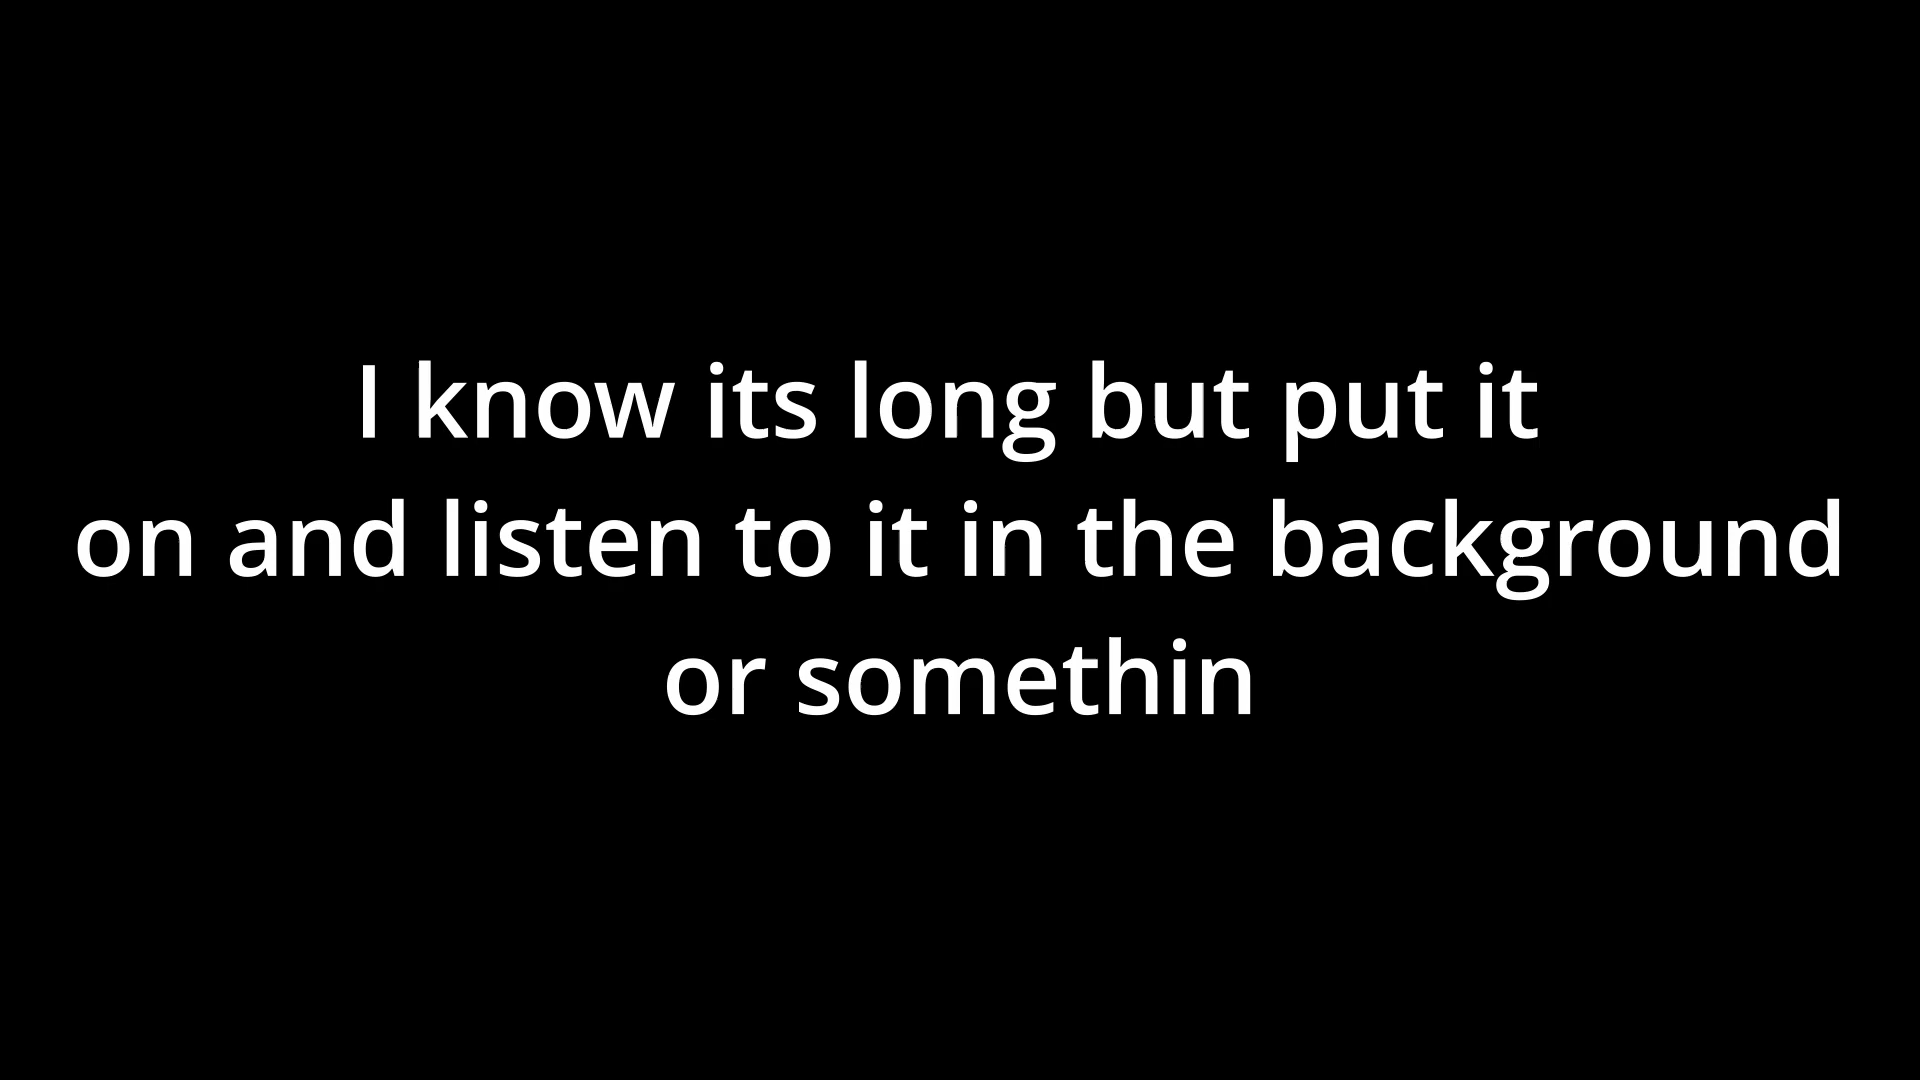 I know its long but put it
on and listen to it in the background
or somethin